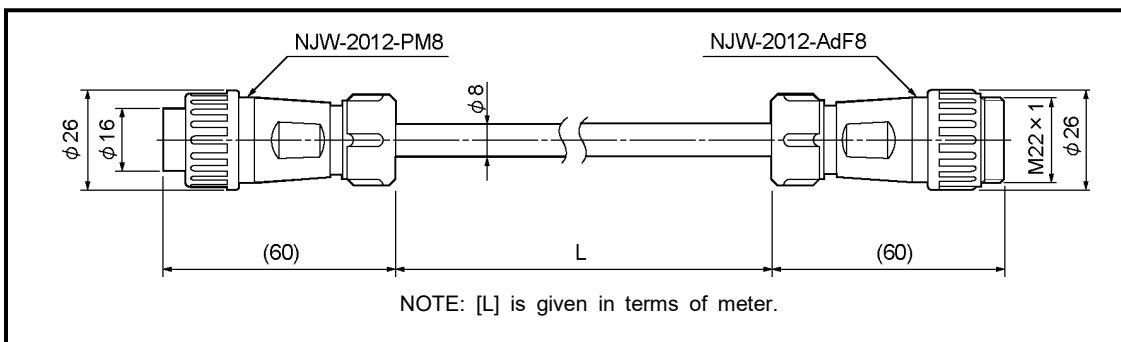 NJW-2012-PM8
NJW-2012-AdF8
φ26
φ16
φ8
M22×1
φ26
(60)
L
(60)
NOTE: [L] is given in terms of meter.